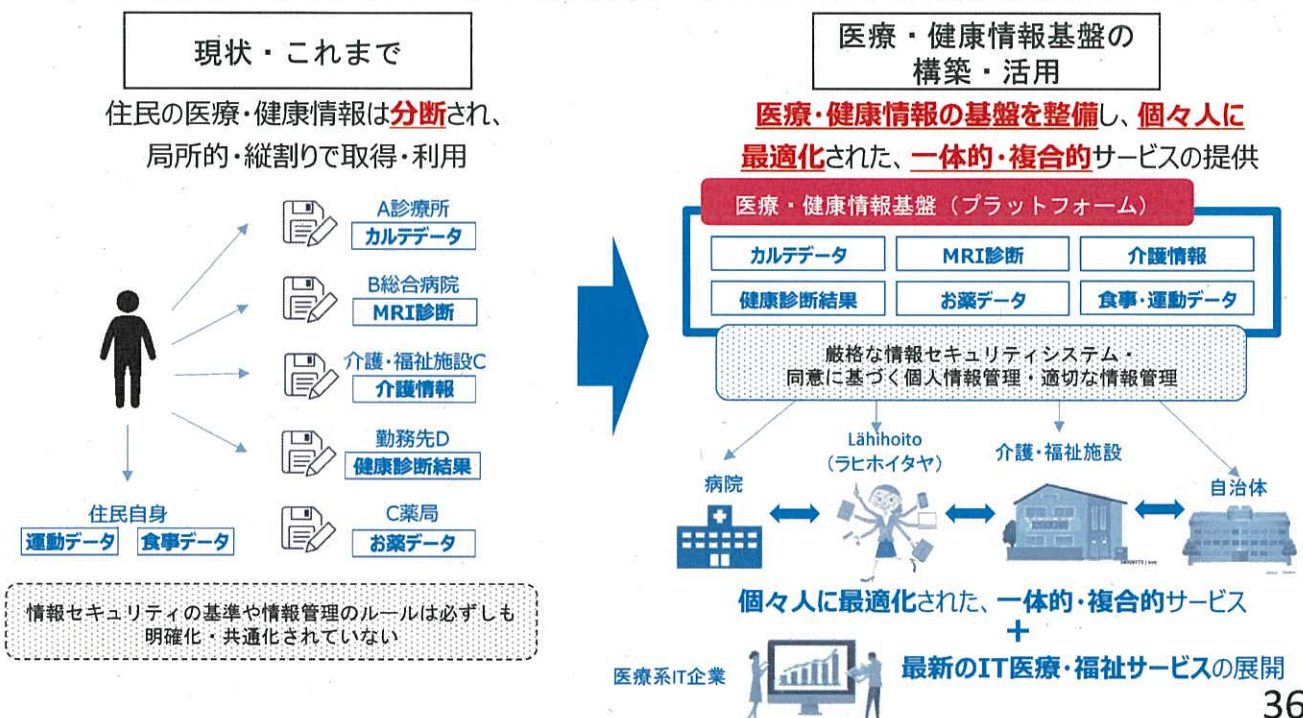 現状・これまで
住民の医療・健康情報は分断され、
局所的・縦割りで取得・利用
A診療所
カルテデータ
B総合病院
MRI診断
介護・福祉施設C
介護情報
勤務先D
健康診断結果
C薬局
お薬データ
住民自身
運動データ 食事データ
情報セキュリティの基準や情報管理のルールは必ずしも
明確化・共通化されていない
医療・健康情報基盤の
構築・活用
医療・健康情報の基盤を整備し、個々人に
最適化された、一体的・複合的サービスの提供
医療・健康情報基盤（プラットフォーム）
カルテデータ MRI診断 介護情報
健康診断結果 お薬データ 食事・運動データ
厳格な情報セキュリティシステム・
同意に基づく個人情報管理・適切な情報管理
病院
Lähihoito
（ラヒホイタヤ）
介護・福祉施設
自治体
個々人に最適化された、一体的・複合的サービス
+
医療系IT企業
最新のIT医療・福祉サービスの展開
36